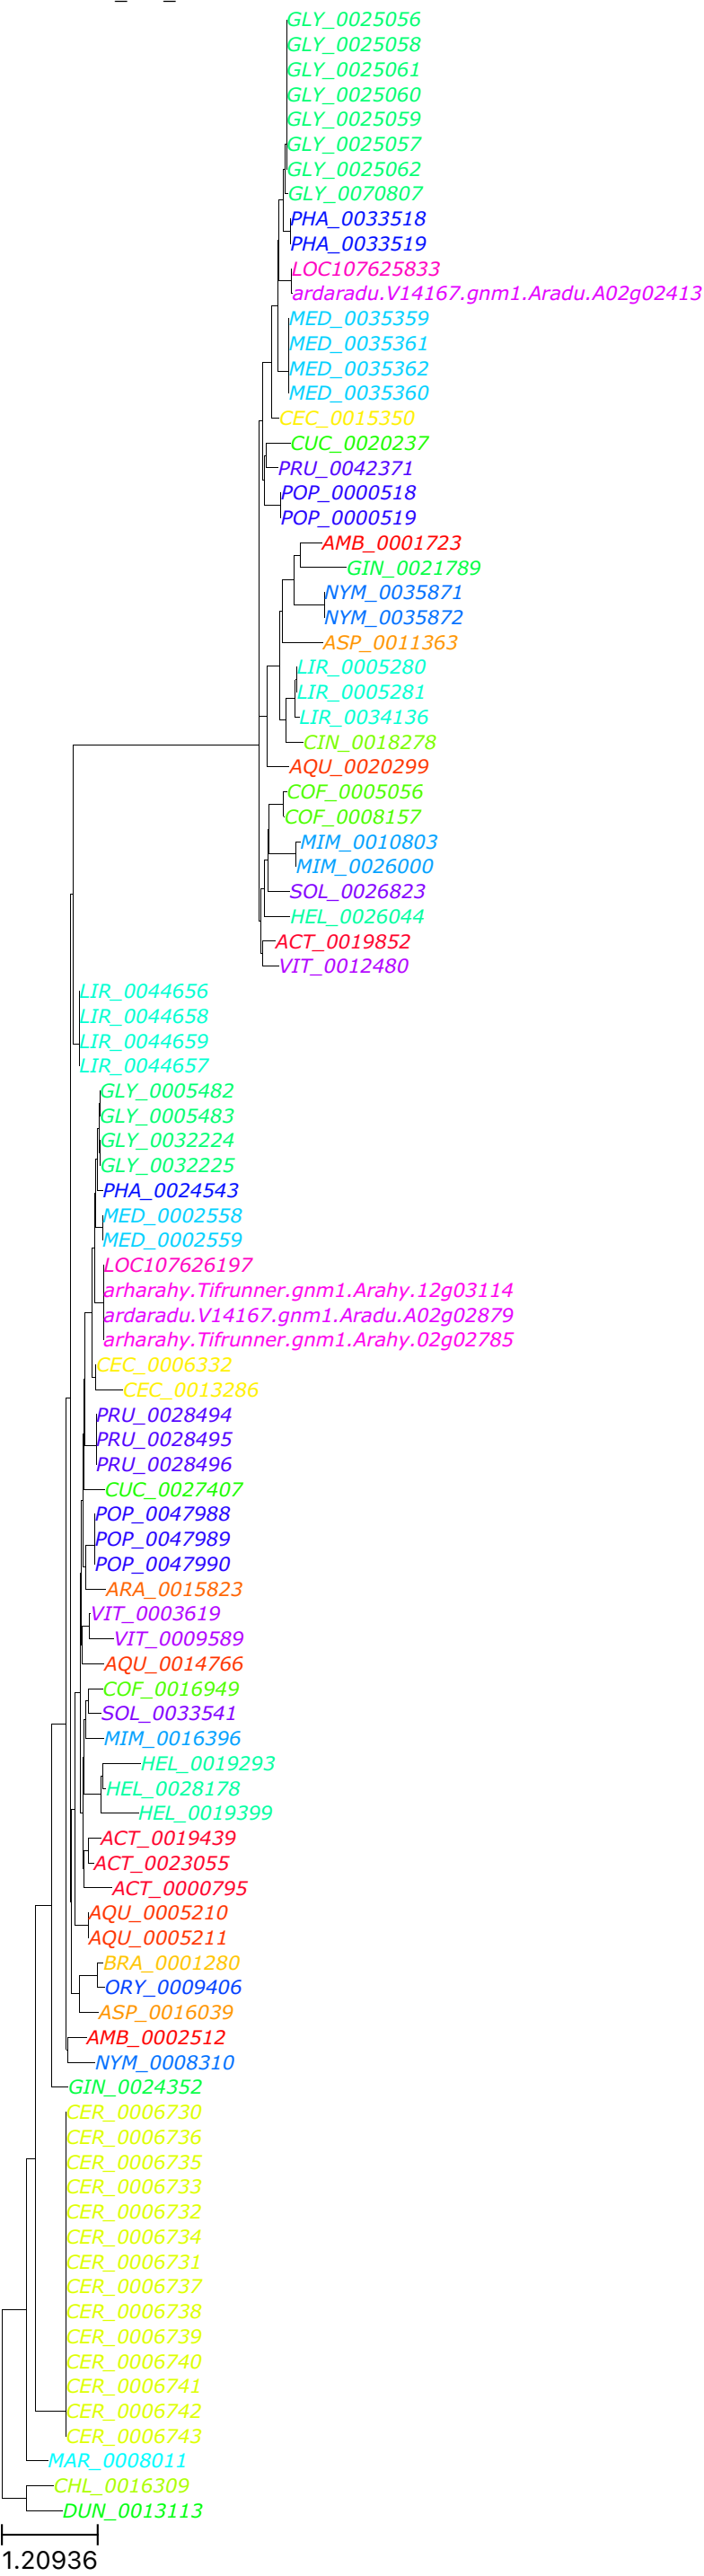 GLY_0025056
GLY_0025058
GLY_0025061
GLY_0025060
GLY_0025059
GLY_0025057
GLY_0025062
GLY_0070807
PHA_0033518
PHA_0033519
LOC107625833
ardaradu.V14167.gnm1.Aradu.A02g02413
MED_0035359
MED_0035361
MED_0035362
MED_0035360
CEC_0015350
CUC_0020237
PRU_0042371
POP_0000518
POP_0000519
AMB_0001723
GIN_0021789
NYM_0035871
NYM_0035872
ASP_0011363
LIR_0005280
LIR_0005281
LIR_0034136
CIN_0018278
AQU_0020299
COF_0005056
COF_0008157
MIM_0010803
MIM_0026000
SOL_0026823
HEL_0026044
ACT_0019852
VIT_0012480
LIR_0044656
LIR_0044658
LIR_0044659
LIR_0044657
GLY_0005482
GLY_0005483
GLY_0032224
GLY_0032225
PHA_0024543
MED_0002558
MED_0002559
LOC107626197
arharahy.Tifrunner.gnm1.Arahy.12g03114
ardaradu.V14167.gnm1.Aradu.A02g02879
arharahy.Tifrunner.gnm1.Arahy.02g02785
CEC_0006332
CEC_0013286
PRU_0028494
PRU_0028495
PRU_0028496
CUC_0027407
POP_0047988
POP_0047989
POP_0047990
ARA_0015823
VIT_0003619
VIT_0009589
AQU_0014766
COF_0016949
SOL_0033541
MIM_0016396
HEL_0019293
HEL_0028178
HEL_0019399
ACT_0019439
ACT_0023055
ACT_0000795
AQU_0005210
AQU_0005211
BRA_0001280
ORY_0009406
ASP_0016039
AMB_0002512
NYM_0008310
GIN_0024352
CER_0006730
CER_0006736
CER_0006735
CER_0006733
CER_0006732
CER_0006734
CER_0006731
CER_0006737
CER_0006738
CER_0006739
CER_0006740
CER_0006741
CER_0006742
CER_0006743
MAR_0008011
CHL_0016309
DUN_0013113
1.20936